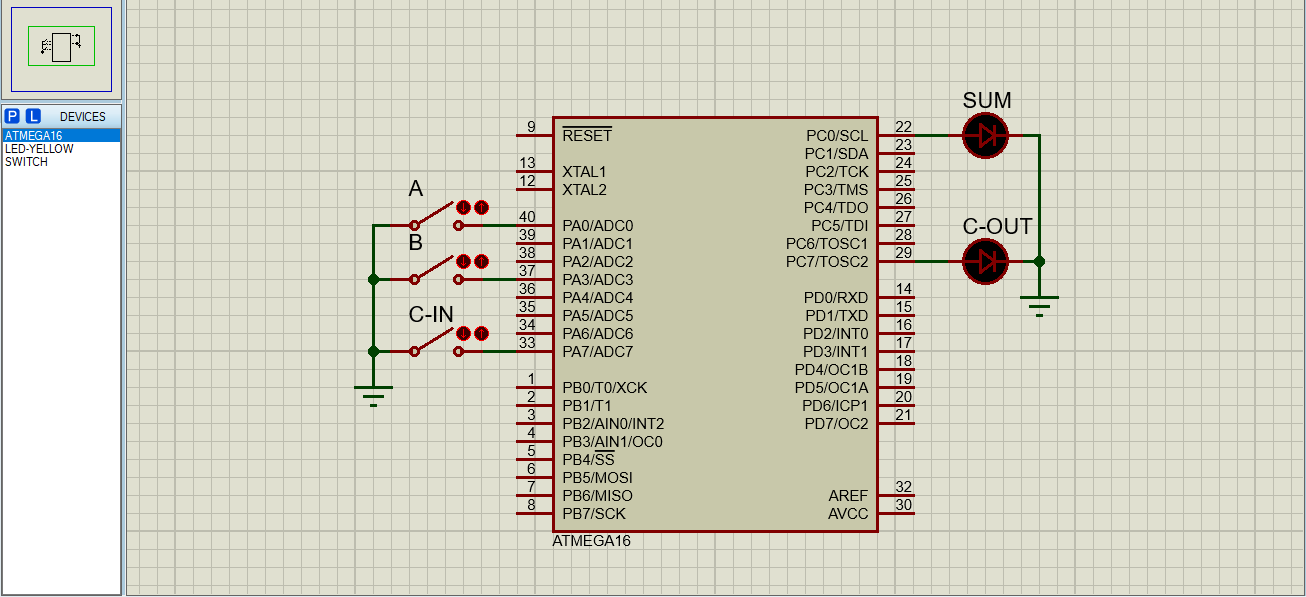 P L DEVICES
ATMEGA16
LED-YELLOW
SWITCH
A
B
C-IN
9 RESET
13 XTAL1
12 XTAL2
40 PA0/ADC0
39 PA1/ADC1
38 PA2/ADC2
37 PA3/ADC3
36 PA4/ADC4
35 PA5/ADC5
34 PA6/ADC6
33 PA7/ADC7
1 PB0/T0/XCK
2 PB1/T1
3 PB2/AIN0/INT2
4 PB3/AIN1/OC0
5 PB4/SS
6 PB5/MOSI
7 PB6/MISO
8 PB7/SCK
PC0/SCL 22
PC1/SDA 23
PC2/TCK 24
PC3/TMS 25
PC4/TDO 26
PC5/TDI 27
PC6/TOSC1 28
PC7/TOSC2 29
PD0/RXD 14
PD1/TXD 15
PD2/INT0 16
PD3/INT1 17
PD4/OC1B 18
PD5/OC1A 19
PD6/ICP1 20
PD7/OC2 21
AREF 32
AVCC 30
ATMEGA16
SUM
C-OUT